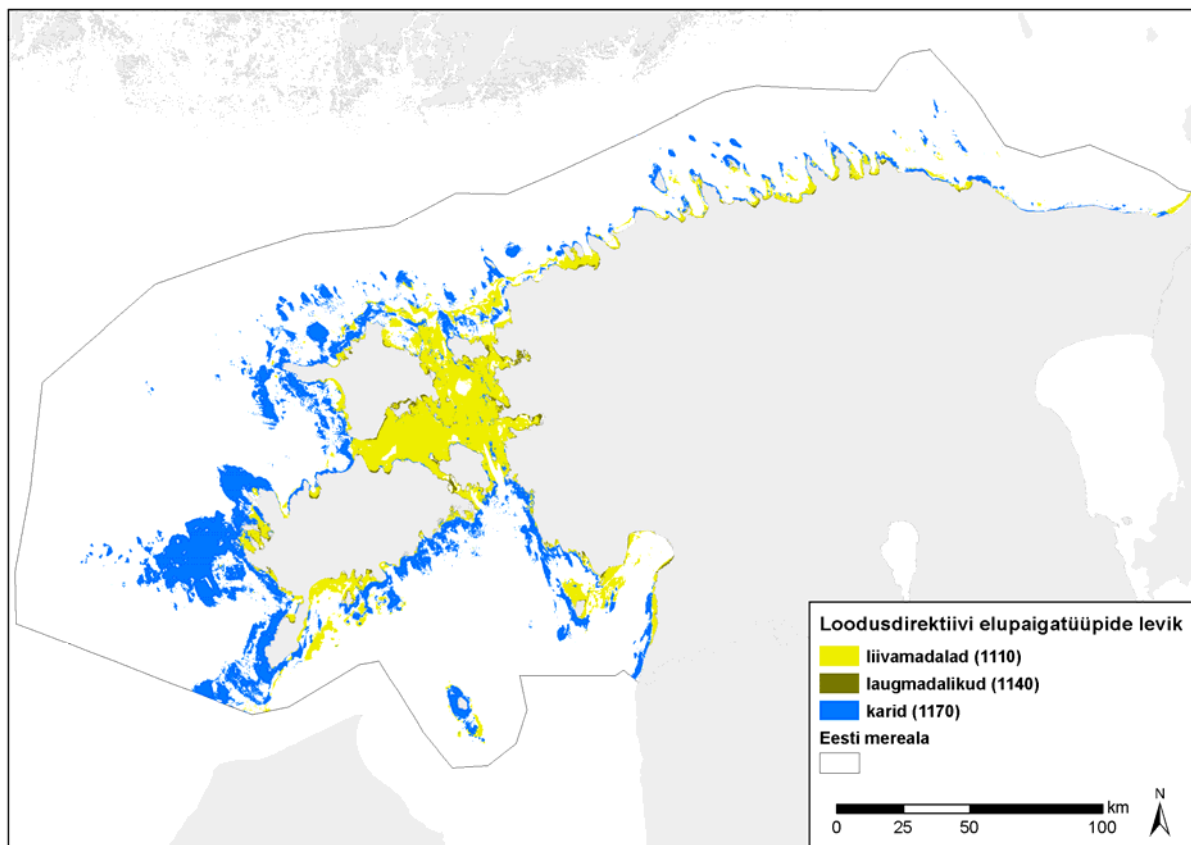 Loodusdirektiivi elupaigatüüpide levik
liivamadalad (1110)
laugmadalikud (1140)
karid (1170)
Eesti mereala
km
0 25 50 100
N